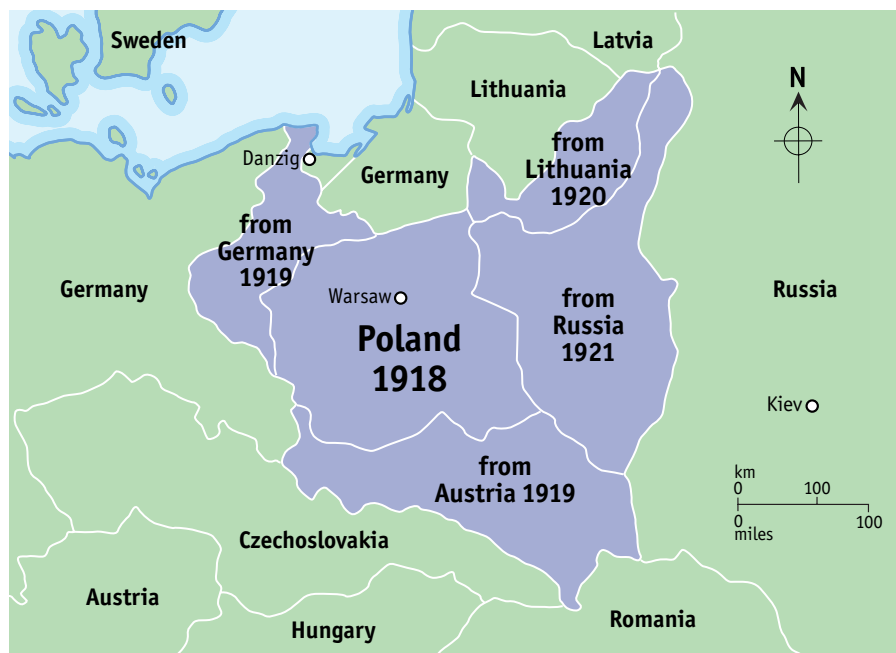 Sweden
Latvia
Lithuania
N
from
Lithuania
1920
Danzig
Germany
from
Germany
1919
Germany
Warsaw
Poland
1918
from
Russia
1921
Russia
Kiev
from
Austria 1919
km
0 100
0 100
miles
Czechoslovakia
Austria
Hungary
Romania